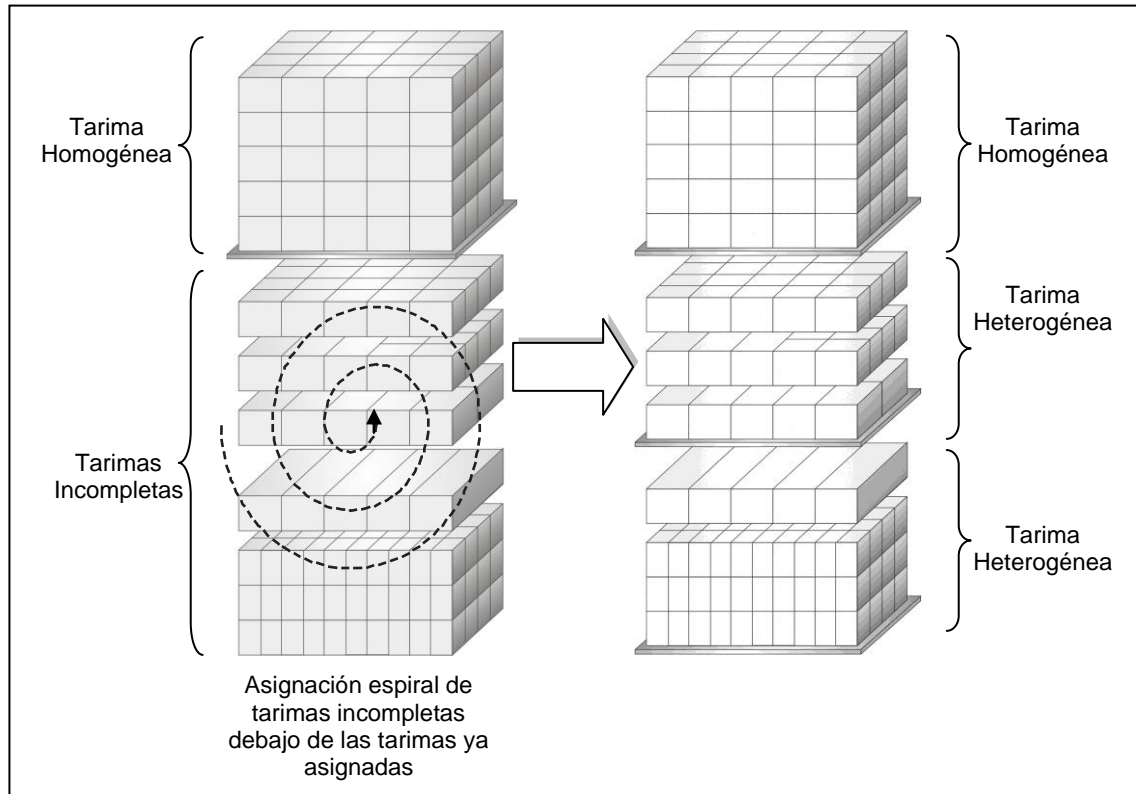 Tarima
Homogénea
Tarimas
Incompletas
Asignación espiral de
tarimas incompletas
debajo de las tarimas ya
asignadas
Tarima
Homogénea
Tarima
Heterogénea
Tarima
Heterogénea